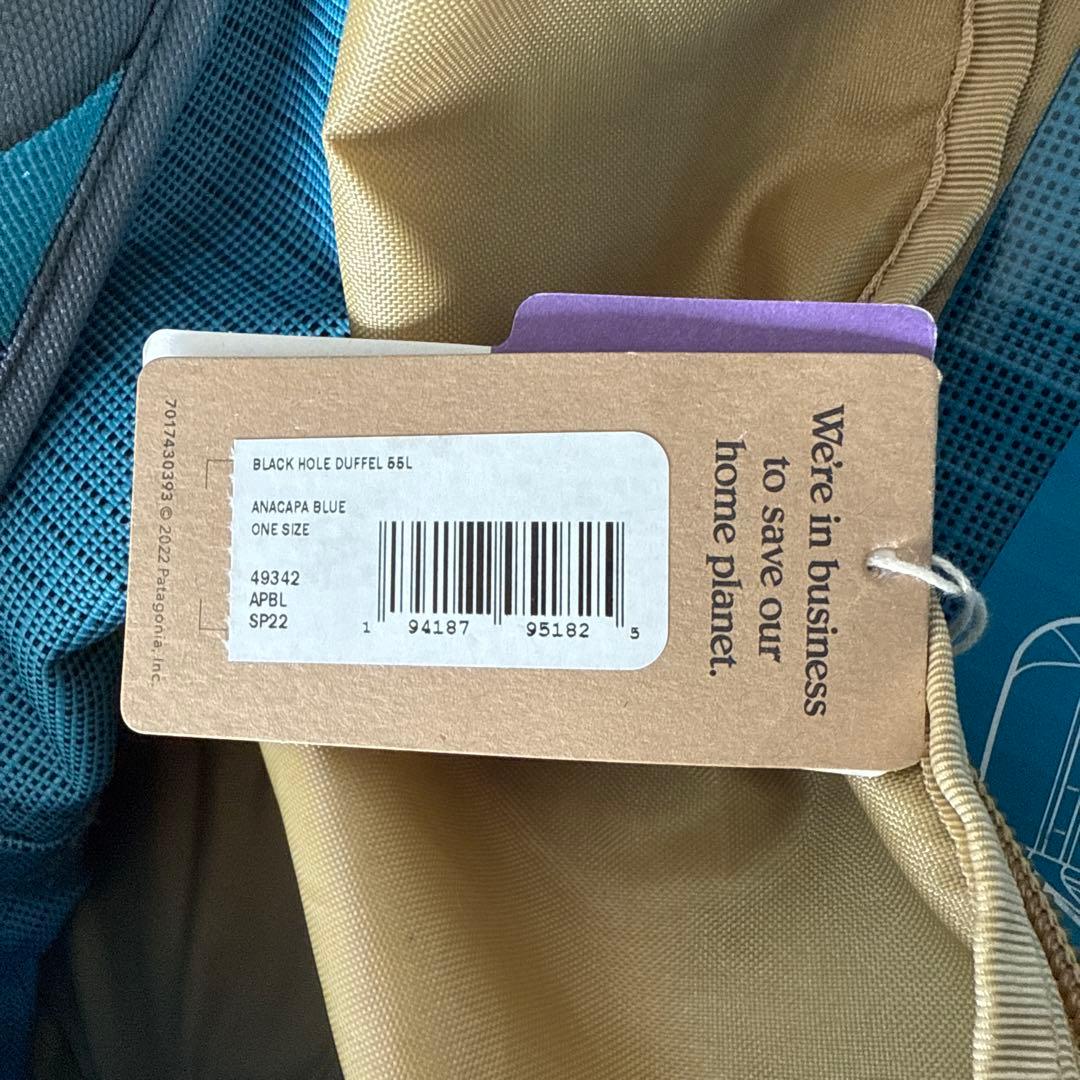 BLACK HOLE DUFFEL 55L
ANACAPA BLUE
ONE SIZE
49342
APBL
SP22
1 94187 95182 5
We're in business
to save our
home planet.
7017430393 © 2022 Patagonia, Inc.